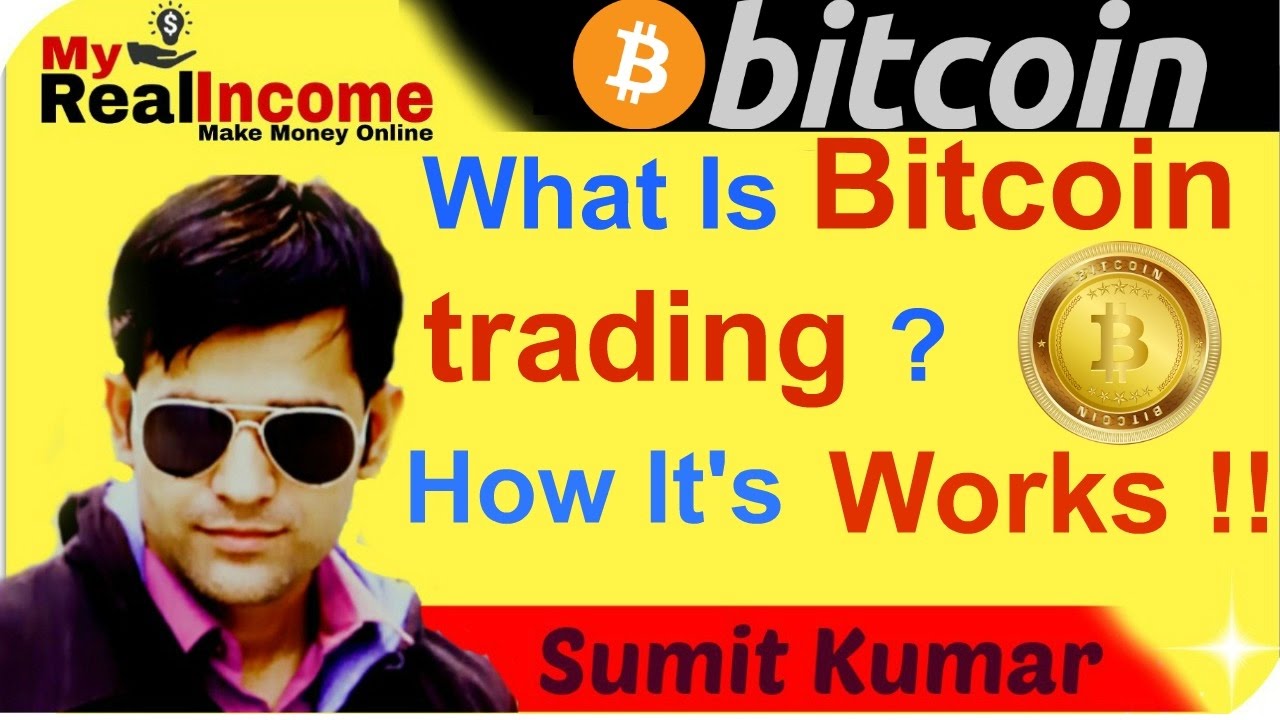 My
RealIncome
Make Money Online
bitcoin
What Is Bitcoin
trading ?
BITCOIN
BITCOIN
How It's Works !!
Sumit Kumar